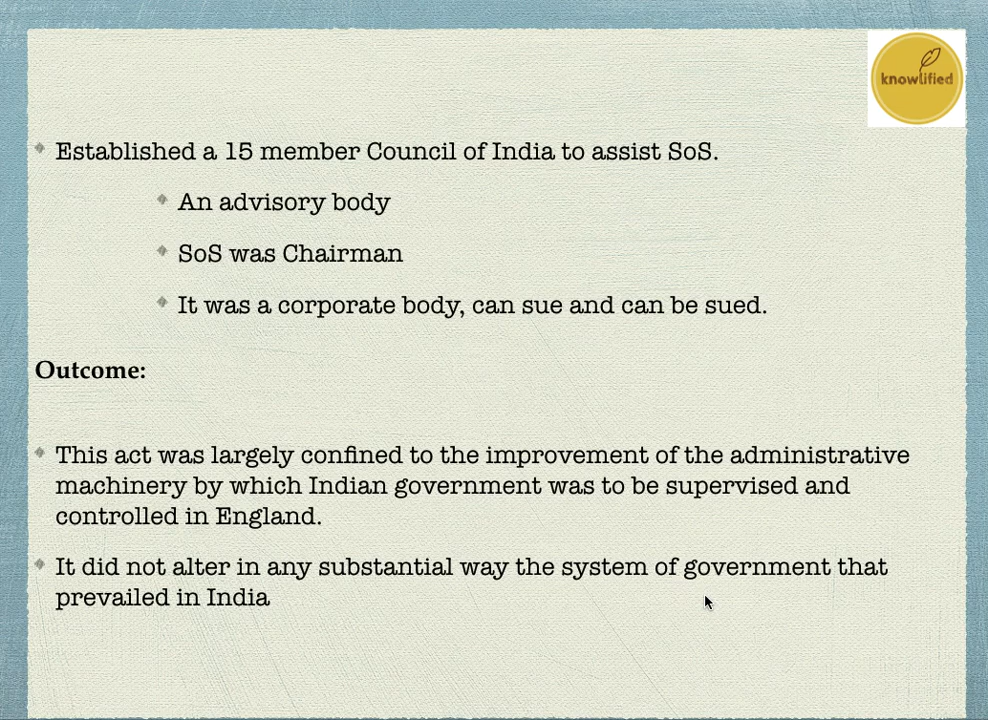 knowlified
Established a 15 member Council of India to assist SoS.
An advisory body
SoS was Chairman
It was a corporate body, can sue and can be sued.
Outcome:
This act was largely confined to the improvement of the administrative
machinery by which Indian government was to be supervised and
controlled in England.
It did not alter in any substantial way the system of government that
prevailed in India